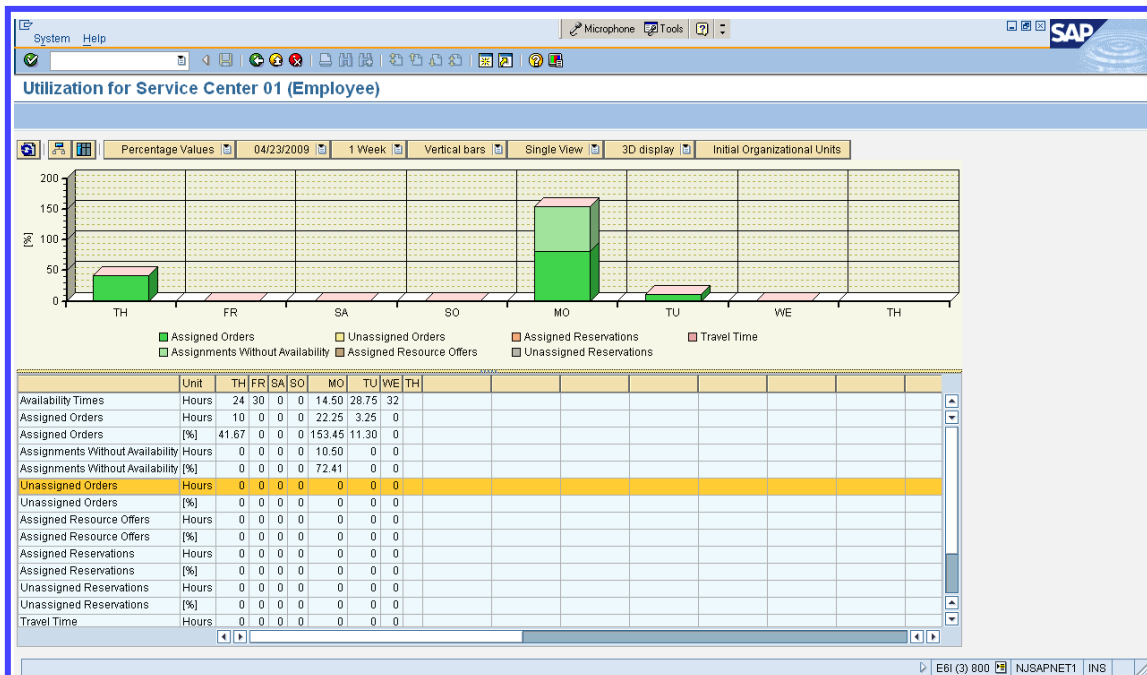 System Help
Microphone Tools
SAP
Utilization for Service Center 01 (Employee)
Percentage Values 04/23/2009 1 Week Vertical bars Single View 3D display Initial Organizational Units
200
150
100
50
0
[%]
TH FR SA SO MO TU WE TH
Assigned Orders Unassigned Orders Assigned Reservations Travel Time
Assignments Without Availability Assigned Resource Offers Unassigned Reservations
Unit TH FR SA SO MO TU WE TH
Availability Times Hours 24 30 0 0 14.50 28.75 32
Assigned Orders Hours 10 0 0 0 22.25 3.25 0
Assigned Orders [%] 41.67 0 0 0 153.45 11.30 0
Assignments Without Availability Hours 0 0 0 0 10.50 0 0
Assignments Without Availability [%] 0 0 0 0 72.41 0 0
Unassigned Orders Hours 0 0 0 0 0 0 0
Unassigned Orders [%] 0 0 0 0 0 0 0
Assigned Resource Offers Hours 0 0 0 0 0 0 0
Assigned Resource Offers [%] 0 0 0 0 0 0 0
Assigned Reservations Hours 0 0 0 0 0 0 0
Assigned Reservations [%] 0 0 0 0 0 0 0
Unassigned Reservations Hours 0 0 0 0 0 0 0
Unassigned Reservations [%] 0 0 0 0 0 0 0
Travel Time Hours 0 0 0 0 0 0 0
E6I (3) 800 NJSAPNET1 INS